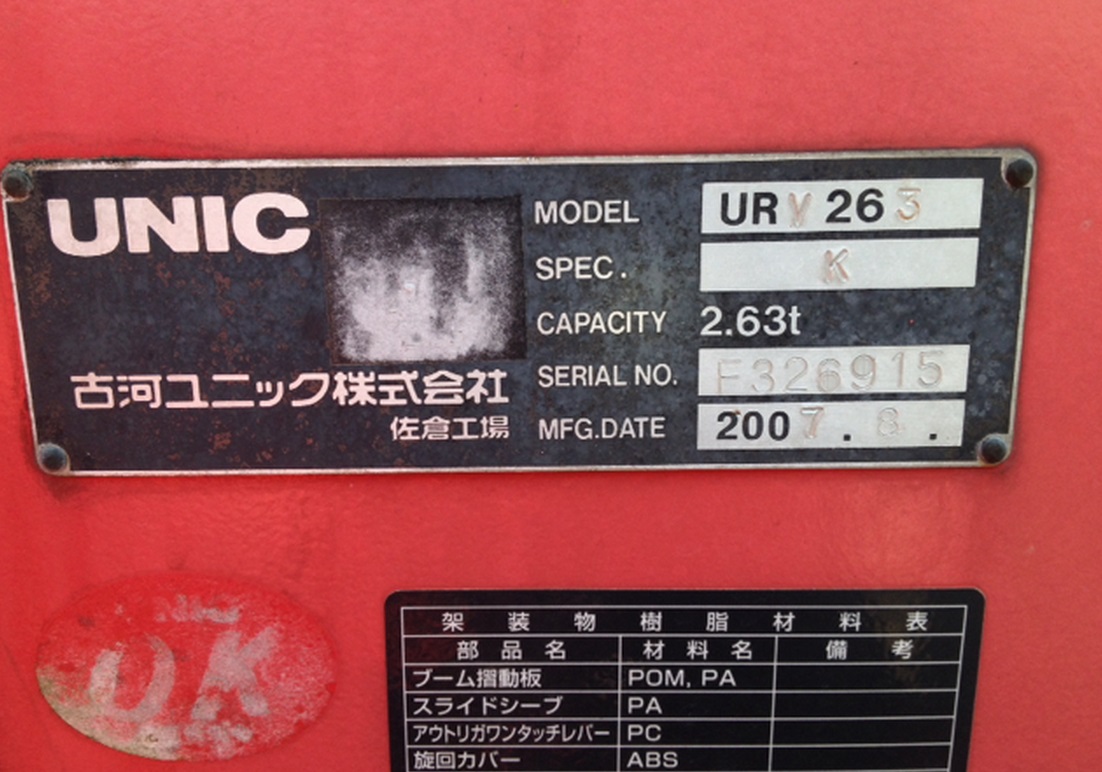 UNIC
古河ユニック株式会社
佐倉工場
MODEL URV263
SPEC. K
CAPACITY 2.63t
SERIAL NO. F326915
MFG.DATE 2007.8.
UK
架装物樹脂材料表
部品名 材料名 備考
ブーム摺動板 POM, PA
スライドシーブ PA
アウトリガワンタッチレバー PC
旋回カバー ABS